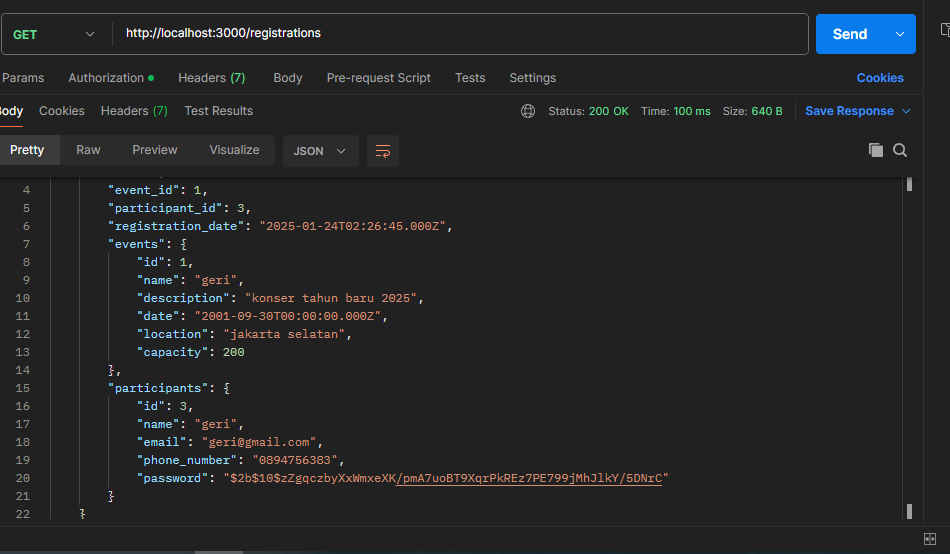 GET http://localhost:3000/registrations Send
Params Authorization Headers (7) Body Pre-request Script Tests Settings Cookies
Body Cookies Headers (7) Test Results Status: 200 OK Time: 100 ms Size: 640 B Save Response
Pretty Raw Preview Visualize JSON
4 "event_id": 1,
5 "participant_id": 3,
6 "registration_date": "2025-01-24T02:26:45.000Z",
7 "events": {
8 "id": 1,
9 "name": "geri",
10 "description": "konser tahun baru 2025",
11 "date": "2001-09-30T00:00:00.000Z",
12 "location": "jakarta selatan",
13 "capacity": 200
14 },
15 "participants": {
16 "id": 3,
17 "name": "geri",
18 "email": "geri@gmail.com",
19 "phone_number": "0894756383",
20 "password": "$2b$10$zZgqczbyXxWmxeXK/pmA7uoBT9XqrPkREz7PE799jMhJlkY/5DNrC"
21 }
22 }